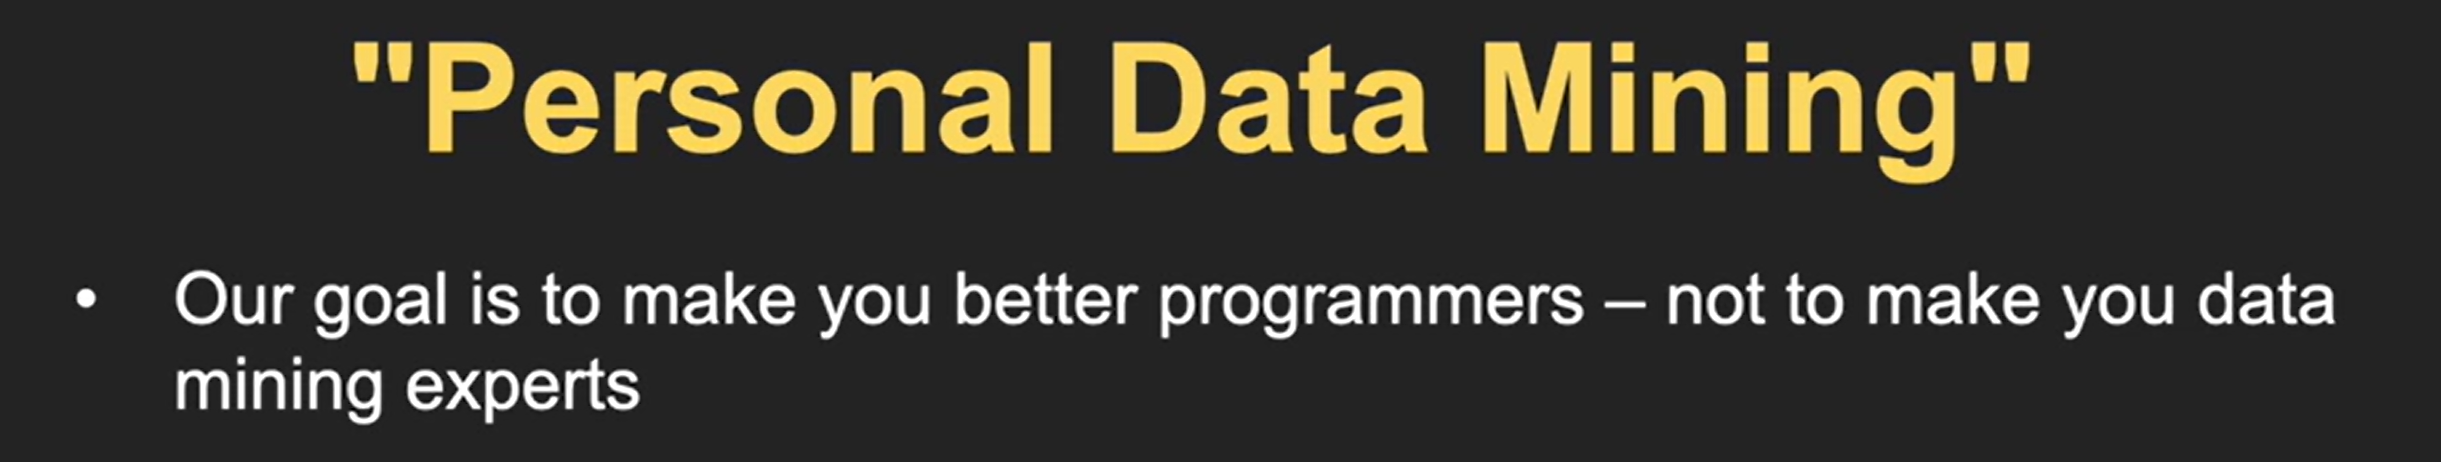 "Personal Data Mining"
• Our goal is to make you better programmers – not to make you data
mining experts